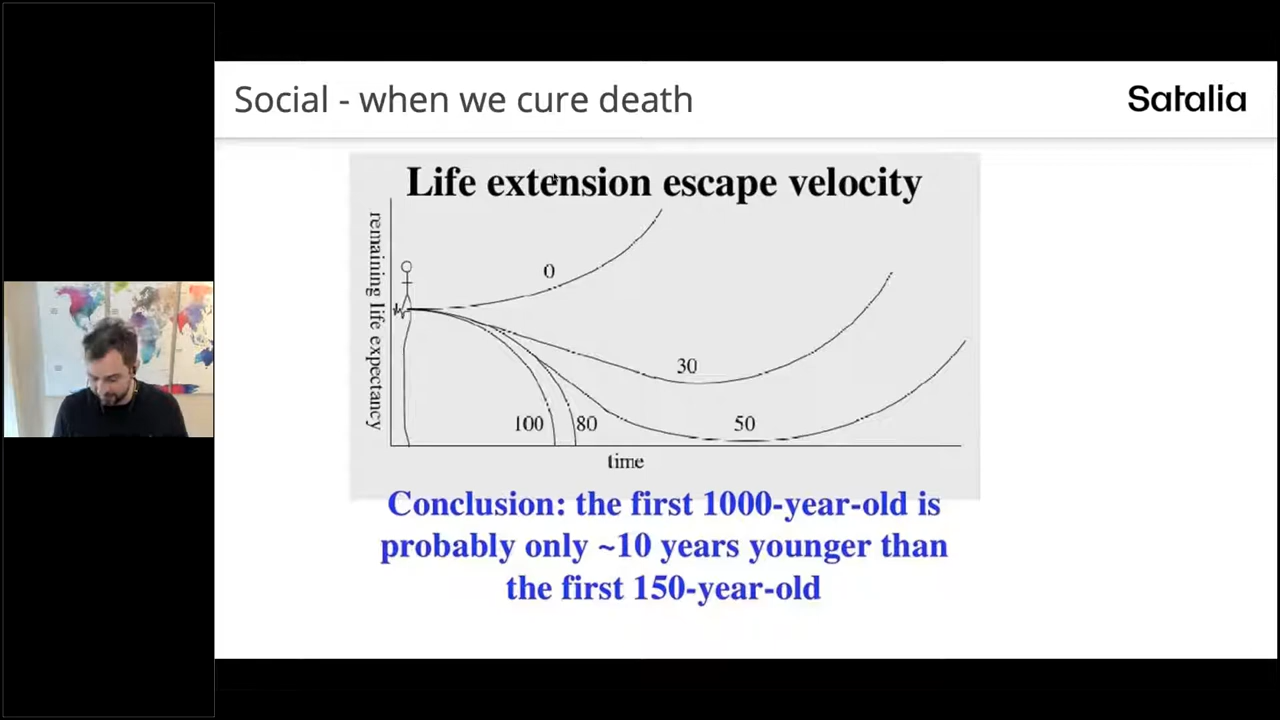 Social - when we cure death
Satalia
Life extension escape velocity
remaining life expectancy
0
30
100
80
50
time
Conclusion: the first 1000-year-old is
probably only ~10 years younger than
the first 150-year-old